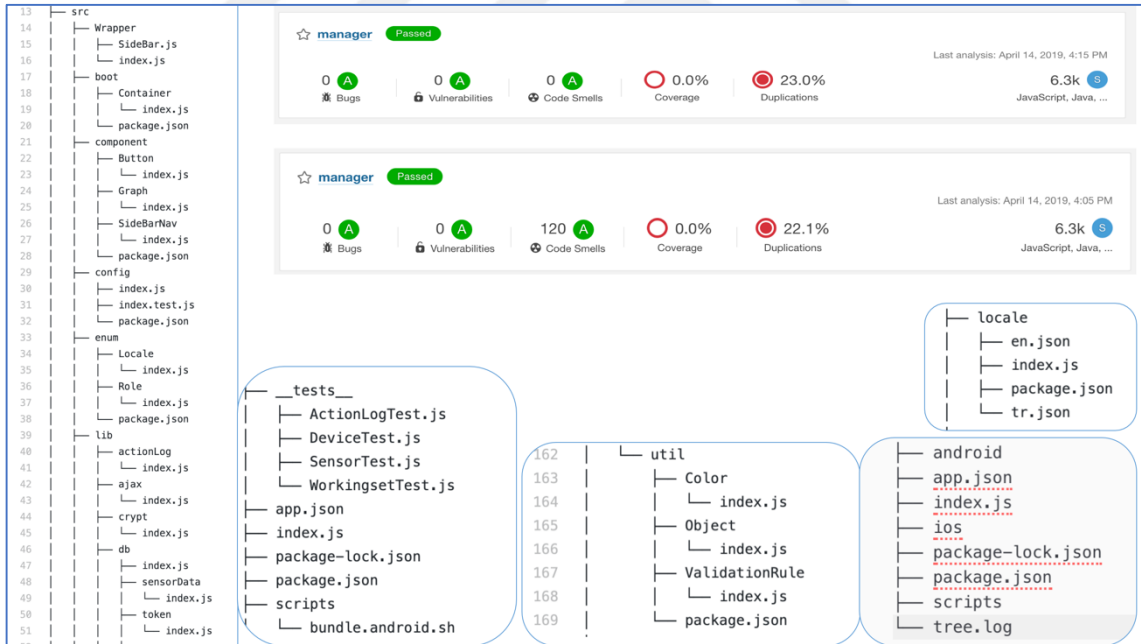 13 ├── src
14 │ ├── Wrapper
15 │ │ ├── SideBar.js
16 │ │ └── index.js
17 │ ├── boot
18 │ │ ├── Container
19 │ │ │ └── index.js
20 │ │ └── package.json
21 │ ├── component
22 │ │ ├── Button
23 │ │ │ └── index.js
24 │ │ ├── Graph
25 │ │ │ └── index.js
26 │ │ ├── SideBarNav
27 │ │ │ └── index.js
28 │ │ └── package.json
29 │ ├── config
30 │ │ ├── index.js
31 │ │ ├── index.test.js
32 │ │ └── package.json
33 │ ├── enum
34 │ │ ├── Locale
35 │ │ │ └── index.js
36 │ │ ├── Role
37 │ │ │ └── index.js
38 │ │ └── package.json
39 │ ├── lib
40 │ │ ├── actionLog
41 │ │ │ └── index.js
42 │ │ ├── ajax
43 │ │ │ └── index.js
44 │ │ ├── crypt
45 │ │ │ └── index.js
46 │ │ ├── db
47 │ │ │ ├── index.js
48 │ │ │ ├── sensorData
49 │ │ │ │ └── index.js
50 │ │ │ ├── token
51 │ │ │ │ └── index.js
manager Passed
Last analysis: April 14, 2019, 4:15 PM
0 A 0 A 0 A 0.0% 23.0% 6.3k S
Bugs Vulnerabilities Code Smells Coverage Duplications JavaScript, Java, ...
manager Passed
Last analysis: April 14, 2019, 4:05 PM
0 A 0 A 120 A 0.0% 22.1% 6.3k S
Bugs Vulnerabilities Code Smells Coverage Duplications JavaScript, Java, ...
├── locale
│ ├── en.json
│ ├── index.js
│ ├── package.json
│ └── tr.json
├── __tests__
│ ├── ActionLogTest.js
│ ├── DeviceTest.js
│ ├── SensorTest.js
│ └── WorkingsetTest.js
├── app.json
├── index.js
├── package-lock.json
├── package.json
├── scripts
│ └── bundle.android.sh
162 │ └── util
163 │ ├── Color
164 │ │ └── index.js
165 │ ├── Object
166 │ │ └── index.js
167 │ ├── ValidationRule
168 │ │ └── index.js
169 │ └── package.json
├── android
├── app.json
├── index.js
├── ios
├── package-lock.json
├── package.json
├── scripts
└── tree.log